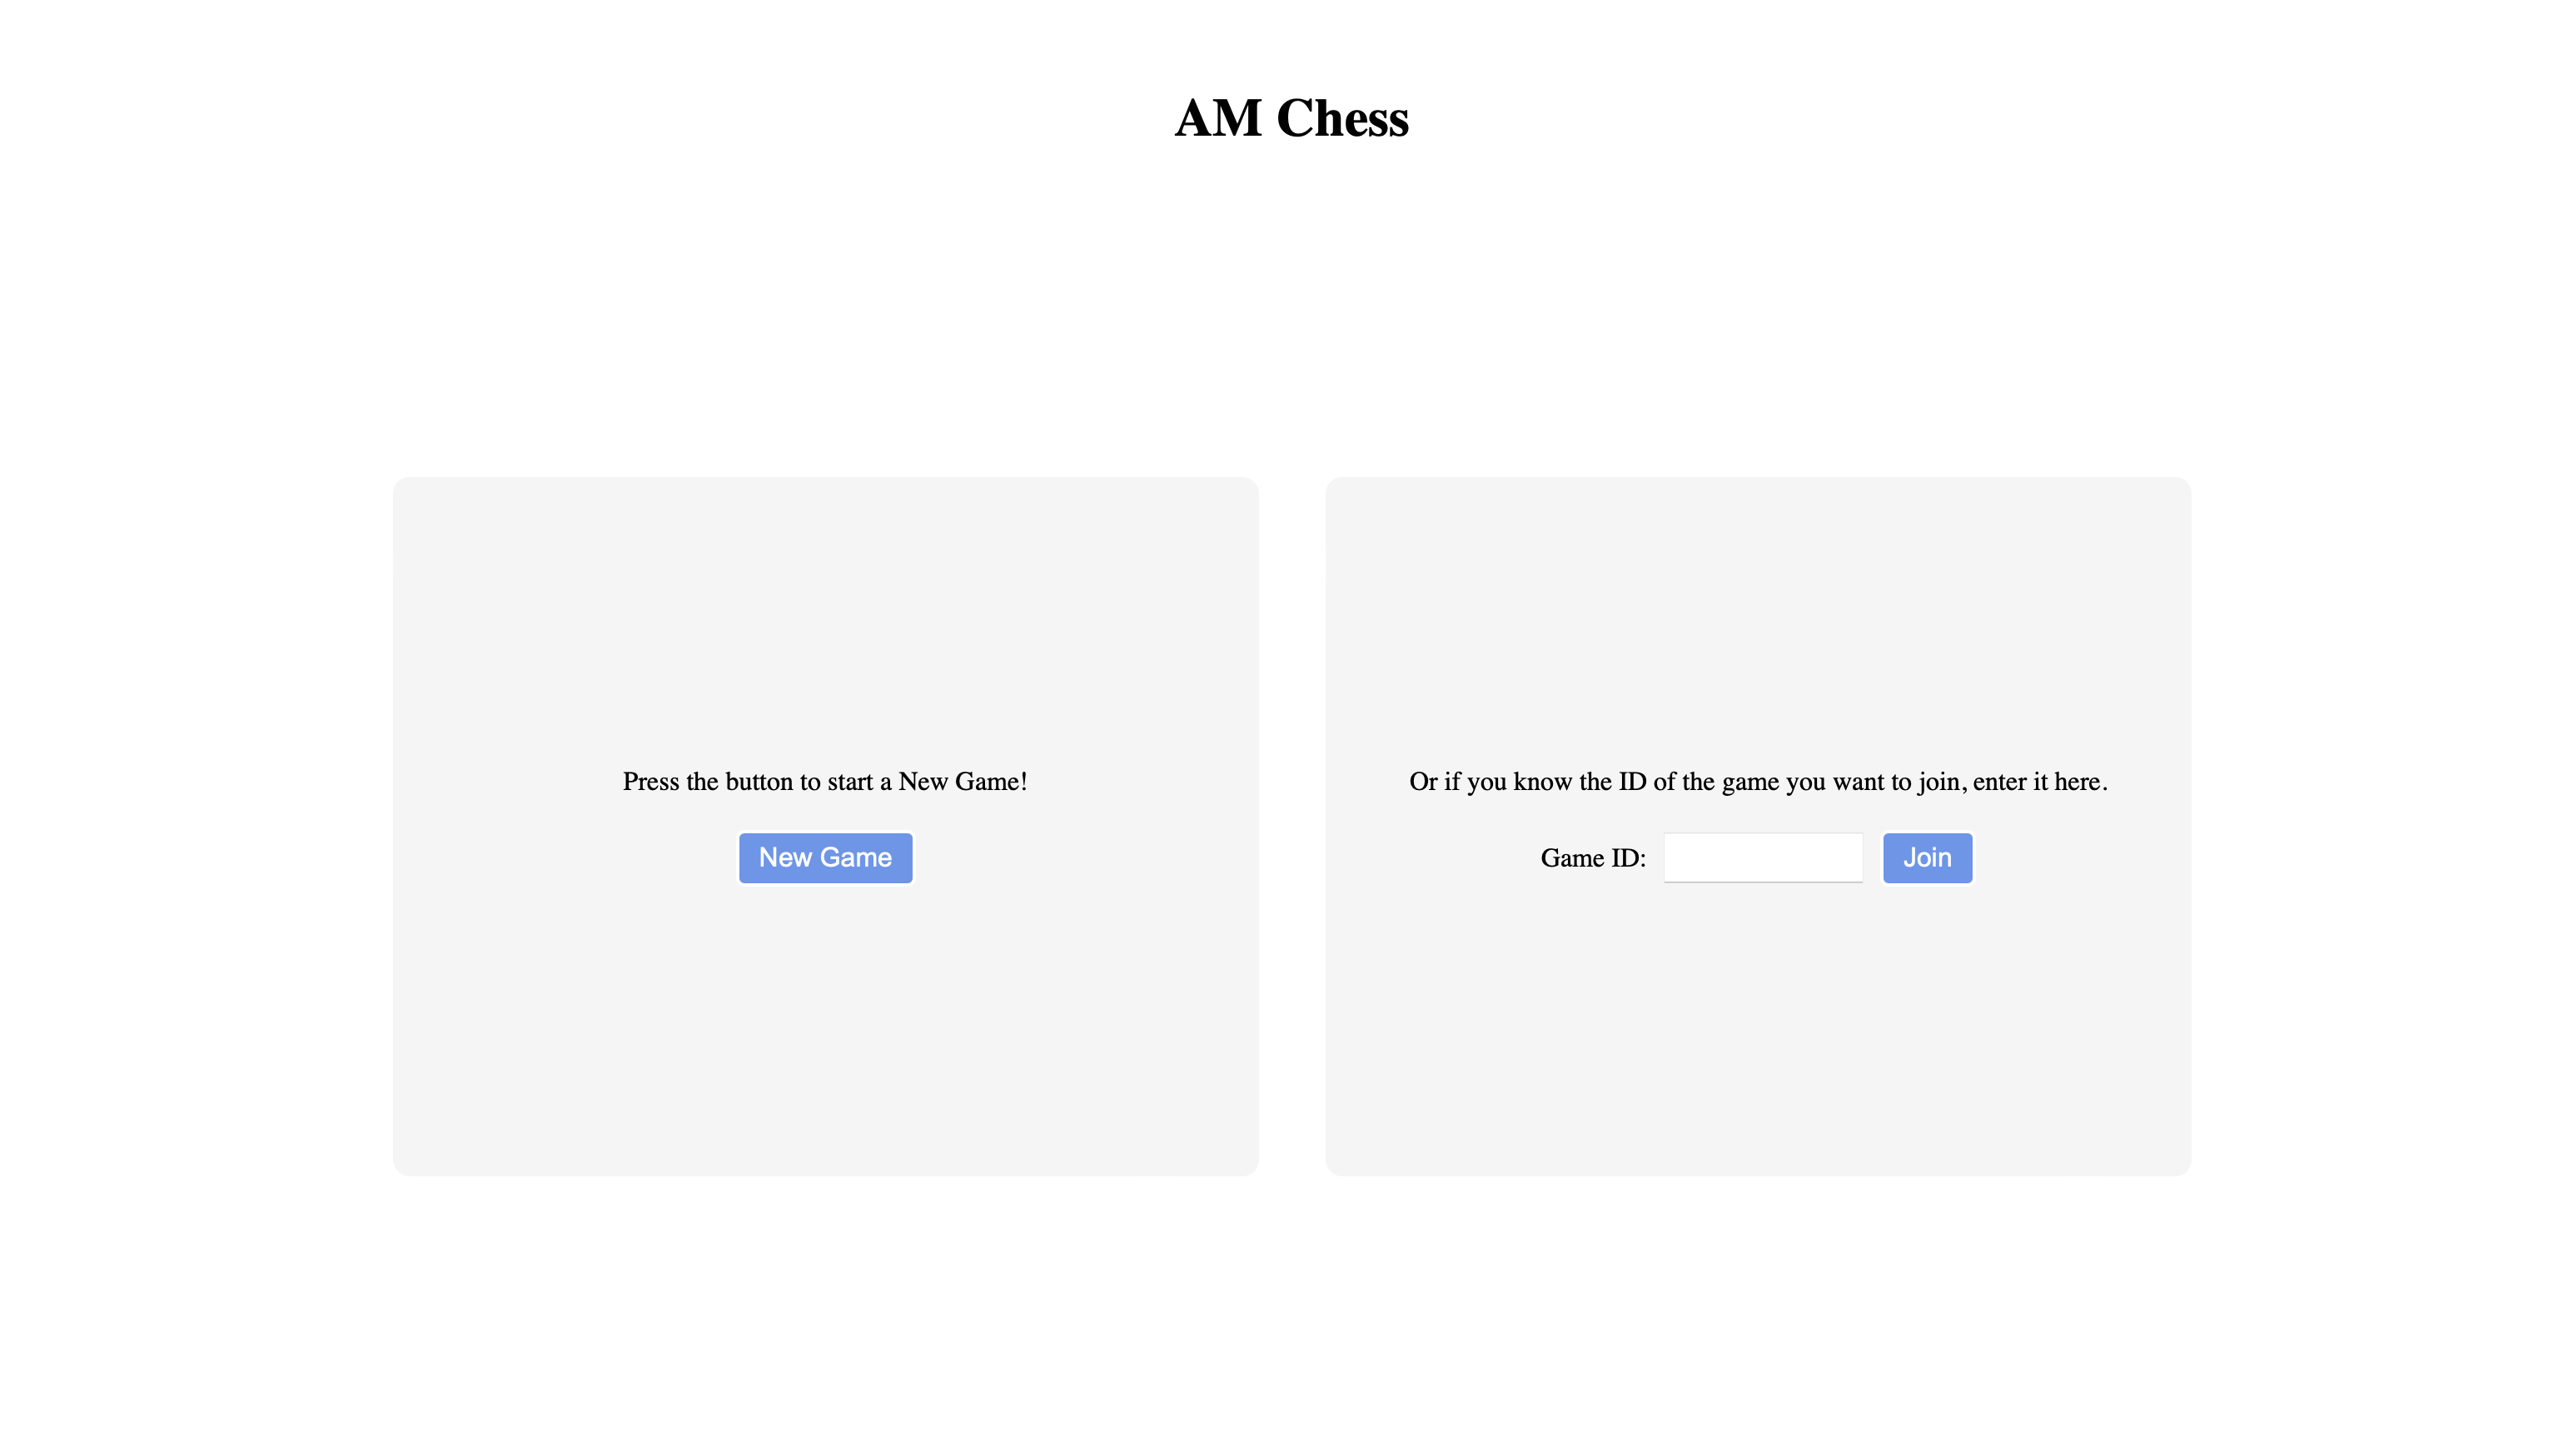 AM Chess
Press the button to start a New Game!
New Game
Or if you know the ID of the game you want to join, enter it here.
Game ID:
Join